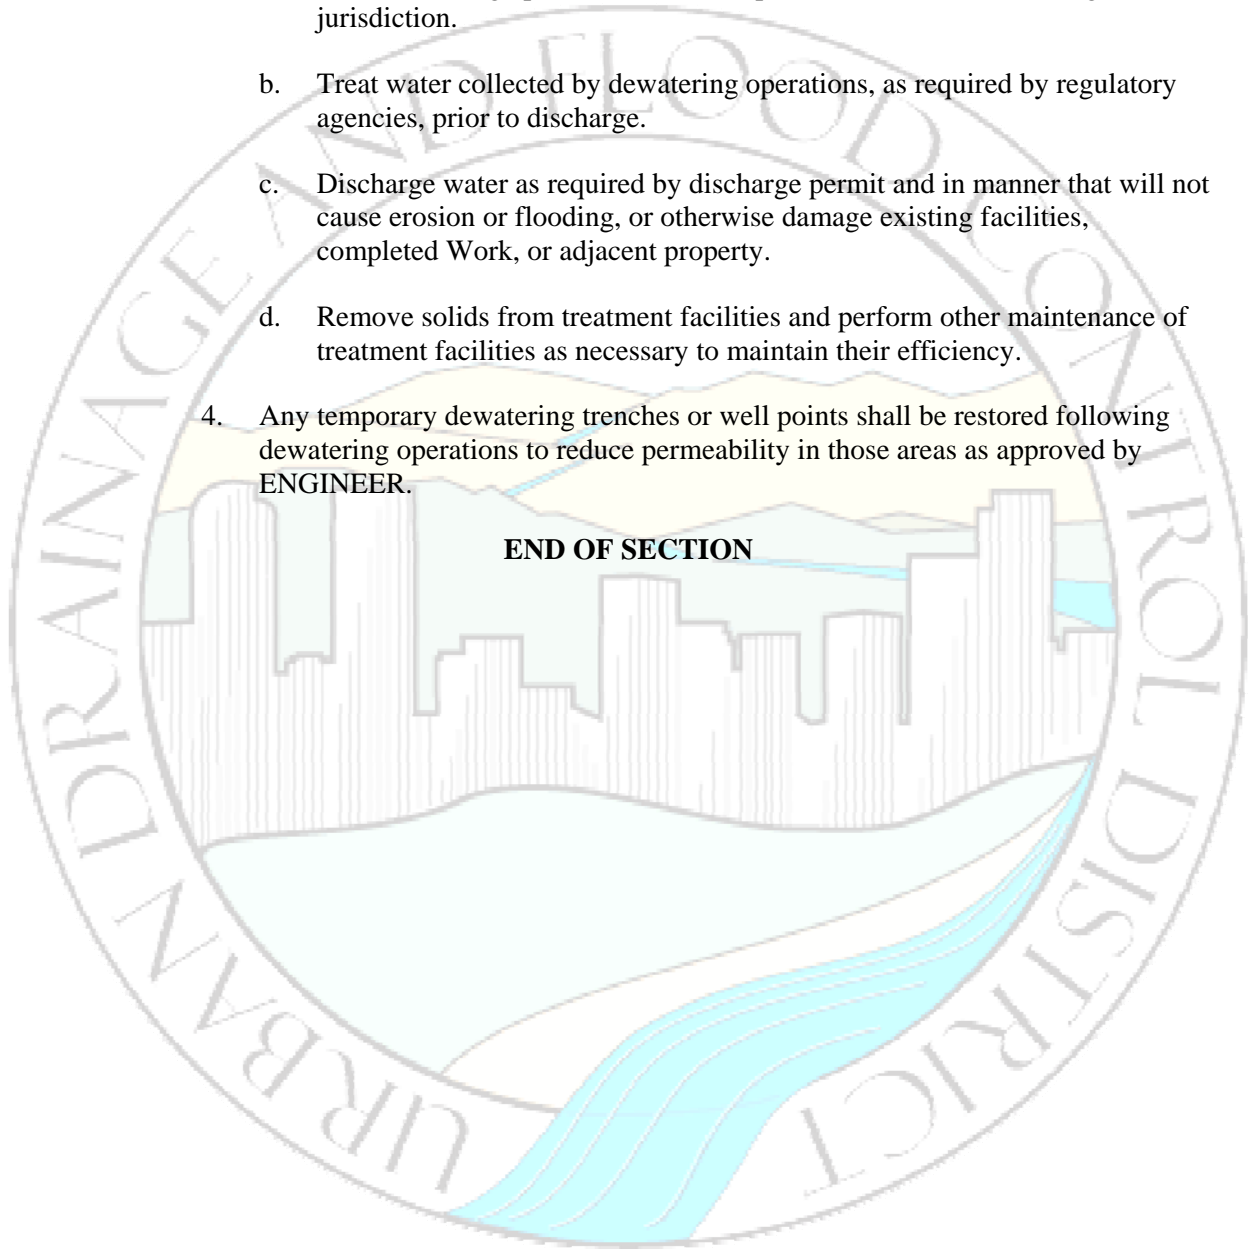 jurisdiction.
b. Treat water collected by dewatering operations, as required by regulatory
agencies, prior to discharge.
c. Discharge water as required by discharge permit and in manner that will not
cause erosion or flooding, or otherwise damage existing facilities,
completed Work, or adjacent property.
d. Remove solids from treatment facilities and perform other maintenance of
treatment facilities as necessary to maintain their efficiency.
4. Any temporary dewatering trenches or well points shall be restored following
dewatering operations to reduce permeability in those areas as approved by
ENGINEER.
END OF SECTION
URBAN DRAINAGE AND FLOOD CONTROL DISTRICT